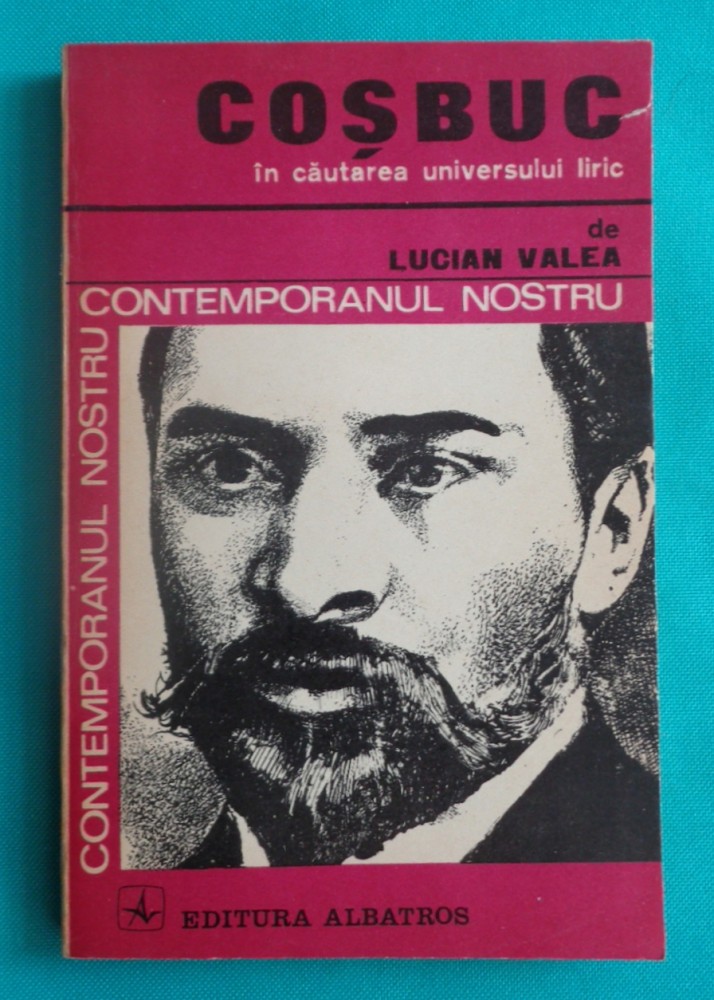 COȘBUC
în căutarea universului liric
de
LUCIAN VALEA
CONTEMPORANUL NOSTRU
CONTEMPORANUL NOSTRU
EDITURA ALBATROS